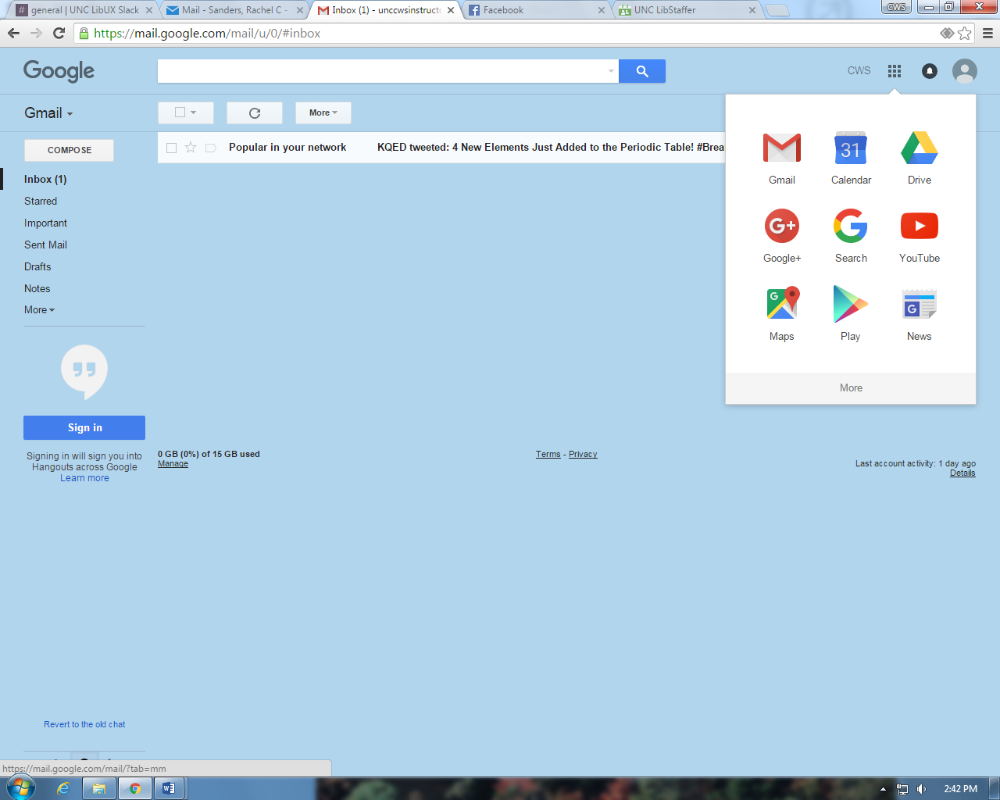 general | UNC LibUX Slack
Mail - Sanders, Rachel C -
Inbox (1) - unccwsinstructo
Facebook
UNC LibStaffer
CWS
https://mail.google.com/mail/u/0/#inbox
Google
CWS
Gmail
More
COMPOSE
Popular in your network KQED tweeted: 4 New Elements Just Added to the Periodic Table! #Brea
Inbox (1)
Starred
Important
Sent Mail
Drafts
Notes
More
31
Gmail Calendar Drive
G+
Google+ Search YouTube
G
G
Maps Play News
More
Sign in
Signing in will sign you into
Hangouts across Google
Learn more
0 GB (0%) of 15 GB used
Manage
Terms - Privacy
Last account activity: 1 day ago
Details
Revert to the old chat
https://mail.google.com/mail/?tab=mm
2:42 PM